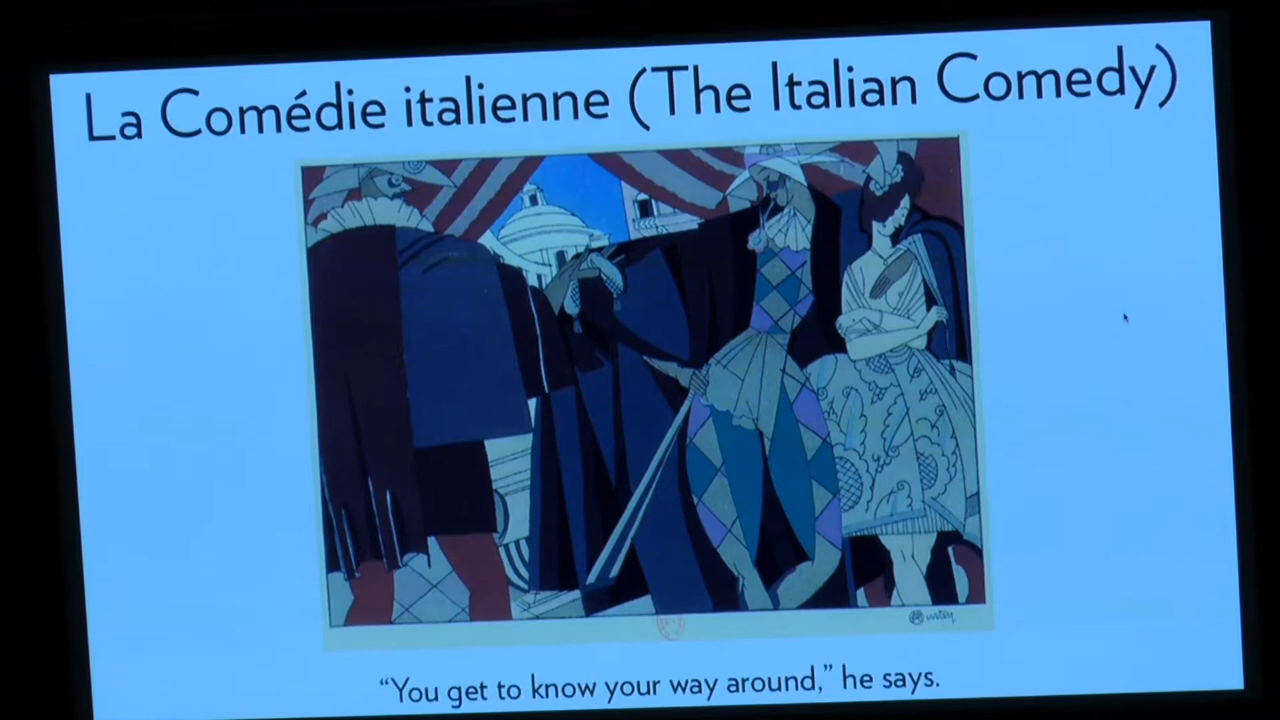 La Comédie italienne (The Italian Comedy)
“You get to know your way around,” he says.